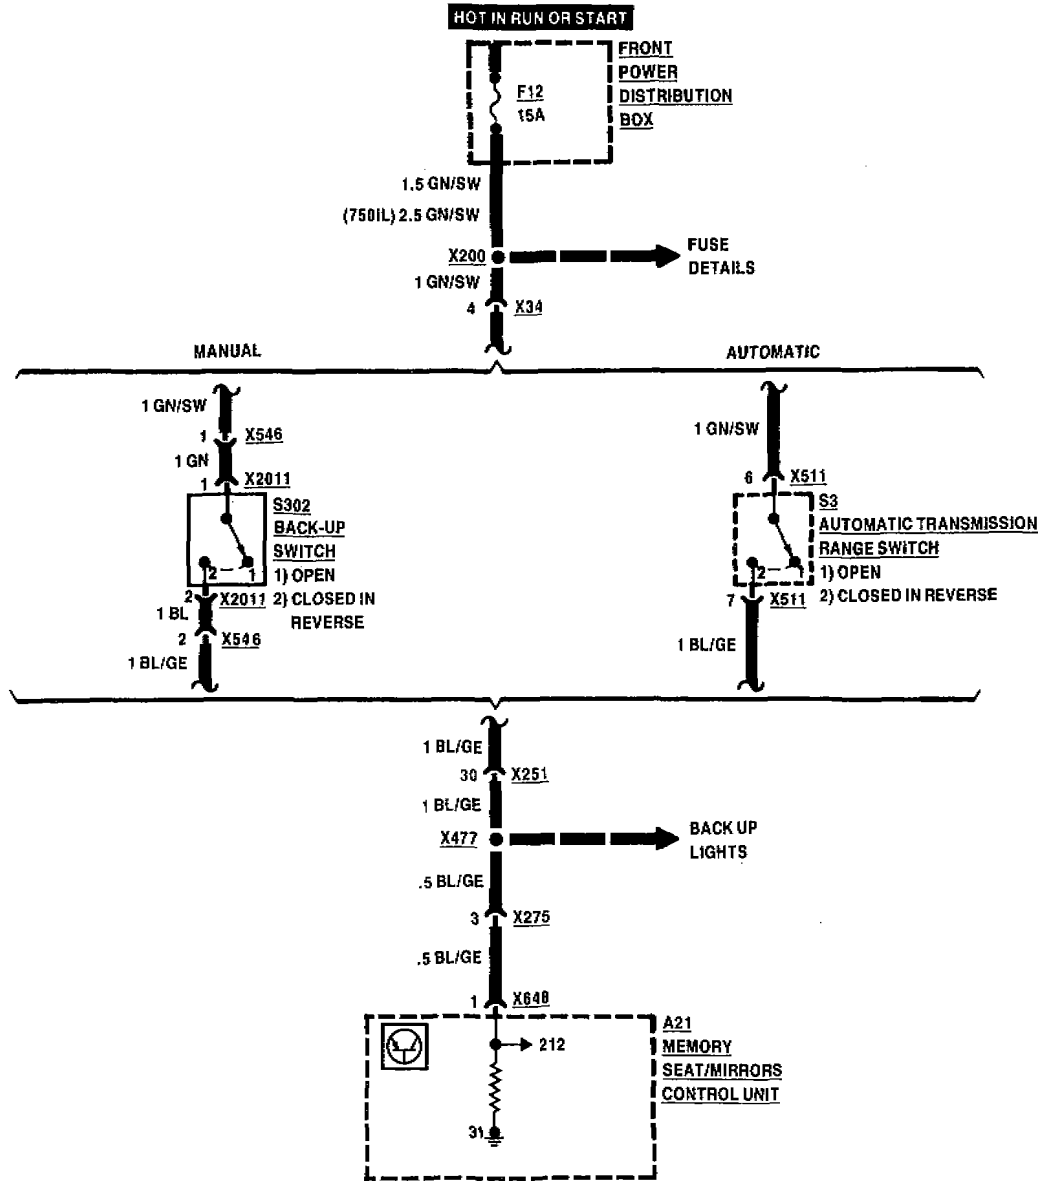 HOT IN RUN OR START
FRONT
POWER
DISTRIBUTION
BOX
F12
15A
1.5 GN/SW
(750IL) 2.5 GN/SW
X200
FUSE
DETAILS
1 GN/SW
4
X34
MANUAL
AUTOMATIC
1 GN/SW
1
X546
1 GN
1
X2011
S302
BACK-UP
SWITCH
1) OPEN
2) CLOSED IN
REVERSE
2
1
2
X2011
1 BL
2
X546
1 BL/GE
1 GN/SW
6
X511
S3
AUTOMATIC TRANSMISSION
RANGE SWITCH
1) OPEN
2) CLOSED IN REVERSE
2
1
7
X511
1 BL/GE
1 BL/GE
30
X251
1 BL/GE
X477
BACK UP
LIGHTS
.5 BL/GE
3
X275
.5 BL/GE
1
X648
A21
MEMORY
SEAT/MIRRORS
CONTROL UNIT
212
31